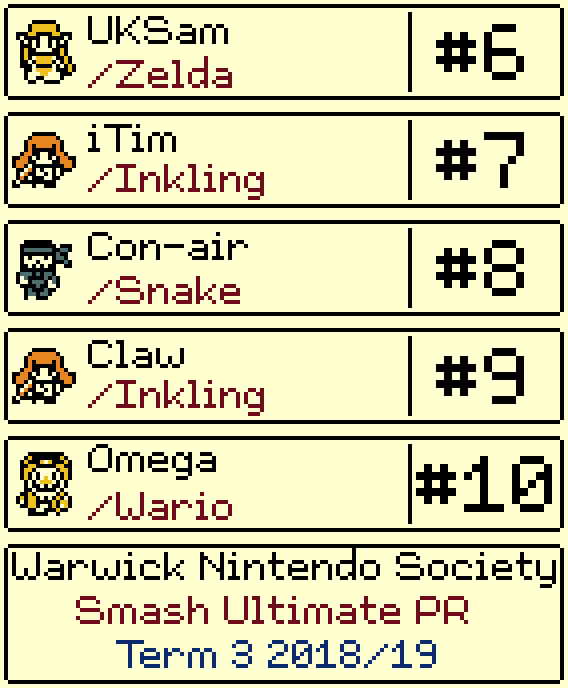 UKSam
/Zelda
#6
iTim
/Inkling
#7
Con-air
/Snake
#8
Claw
/Inkling
#9
Omega
/Wario
#10
Warwick Nintendo Society
Smash Ultimate PR
Term 3 2018/19